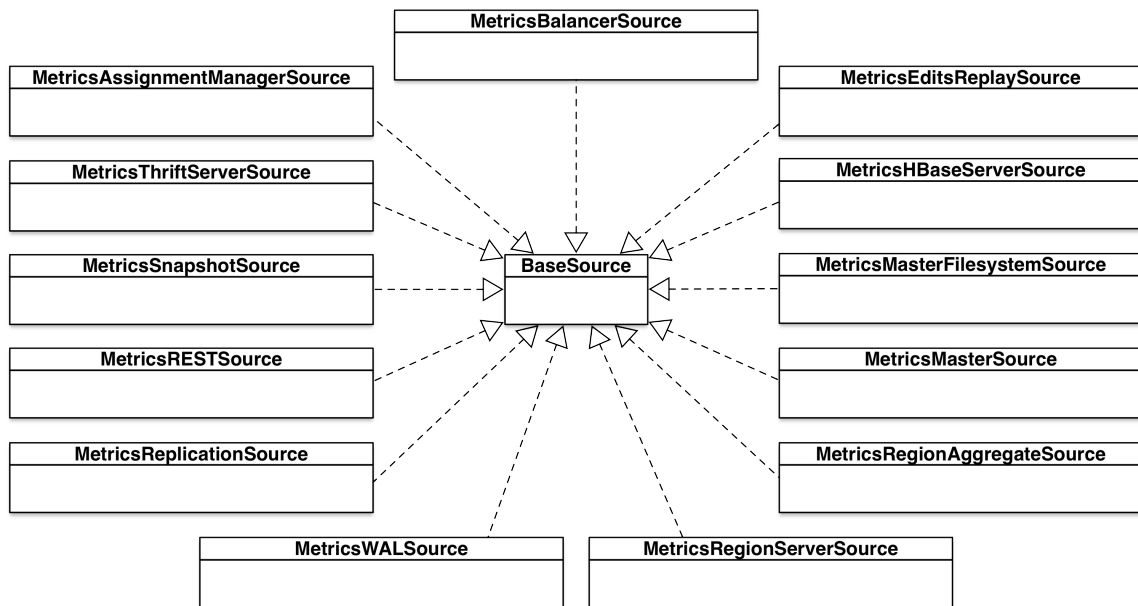 MetricsBalancerSource
MetricsAssignmentManagerSource
MetricsEditsReplaySource
MetricsThriftServerSource
MetricsHBaseServerSource
MetricsSnapshotSource
BaseSource
MetricsMasterFilesystemSource
MetricsRESTSource
MetricsMasterSource
MetricsReplicationSource
MetricsRegionAggregateSource
MetricsWALSource
MetricsRegionServerSource